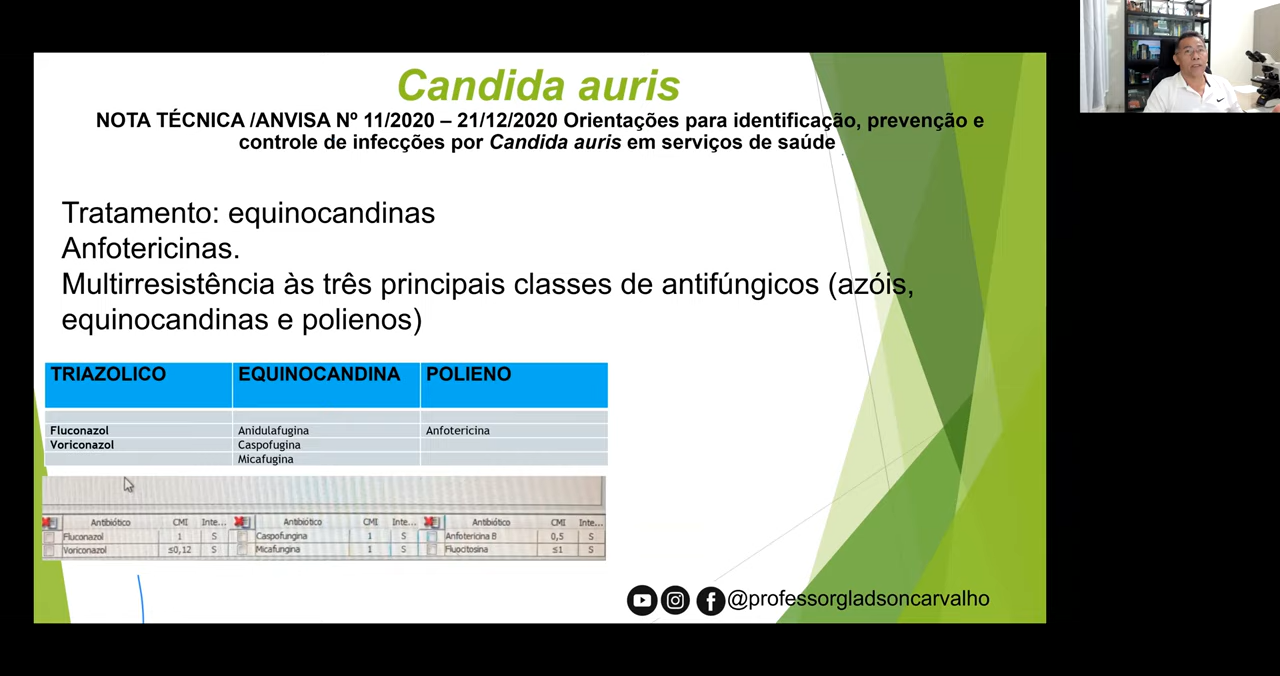 Candida auris
NOTA TÉCNICA /ANVISA Nº 11/2020 – 21/12/2020 Orientações para identificação, prevenção e
controle de infecções por Candida auris em serviços de saúde
Tratamento: equinocandinas
Anfotericinas.
Multirresistência às três principais classes de antifúngicos (azóis,
equinocandinas e polienos)
TRIAZOLICO EQUINOCANDINA POLIENO
Fluconazol Anidulafugina Anfotericina
Voriconazol Caspofugina
Micafugina
Antibiótico CMI Inte... Antibiótico CMI Inte... Antibiótico CMI Inte...
Fluconazol 1 S Caspofungina 1 S Anfotericina B 0,5 S
Voriconazol ≤0,12 S Micafungina 1 S Fluocitosina ≤1 S
@professorgladsoncarvalho